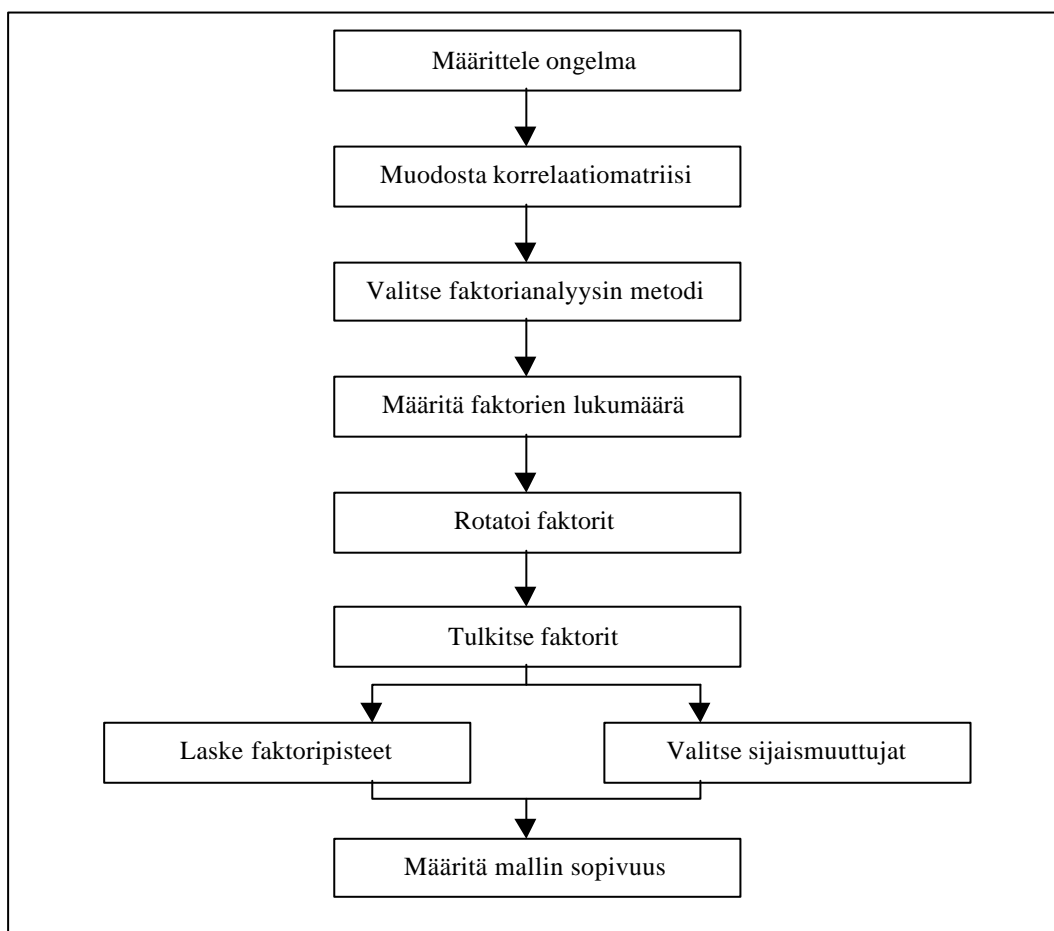 Määrittele ongelma
Muodosta korrelaatiomatriisi
Valitse faktorianalyysin metodi
Määritä faktorien lukumäärä
Rotatoi faktorit
Tulkitse faktorit
Laske faktoripisteet
Valitse sijaismuuttujat
Määritä mallin sopivuus